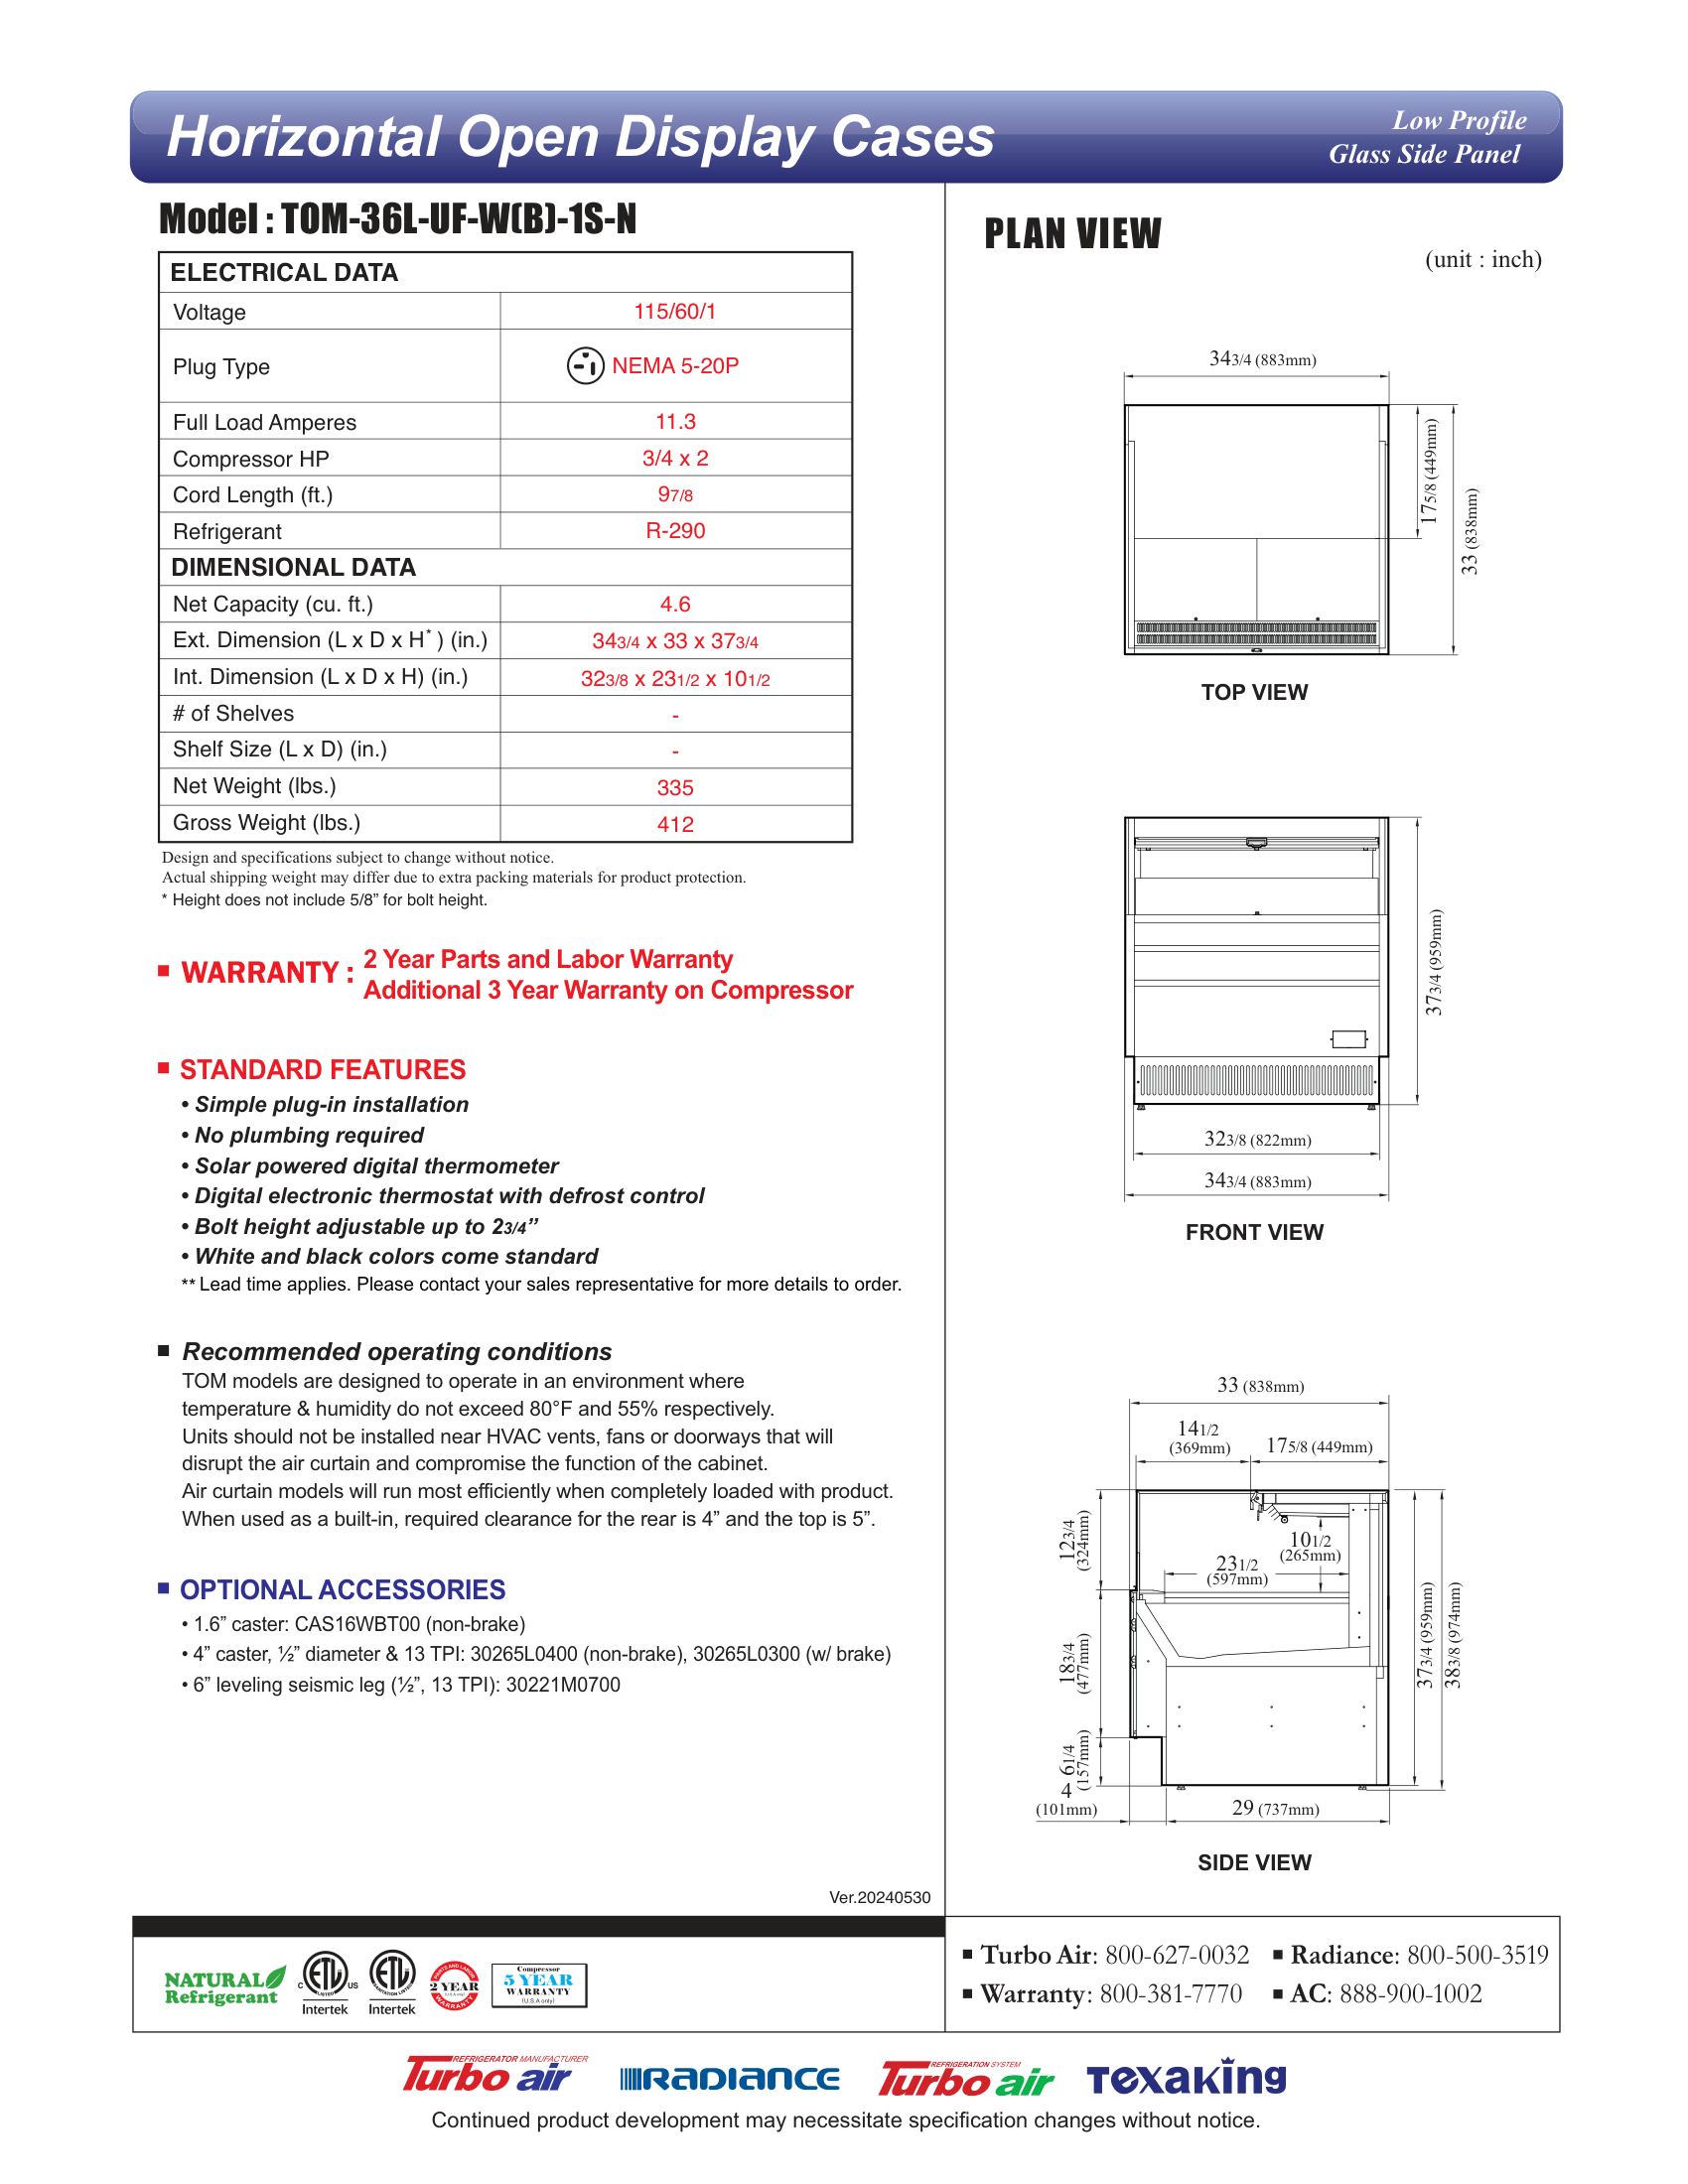 Horizontal Open Display Cases
Low Profile
Glass Side Panel
Model : TOM-36L-UF-W(B)-1S-N
ELECTRICAL DATA
Voltage 115/60/1
Plug Type NEMA 5-20P
Full Load Amperes 11.3
Compressor HP 3/4 x 2
Cord Length (ft.) 97/8
Refrigerant R-290
DIMENSIONAL DATA
Net Capacity (cu. ft.) 4.6
Ext. Dimension (L x D x H*) (in.) 343/4 x 33 x 373/4
Int. Dimension (L x D x H) (in.) 323/8 x 231/2 x 101/2
# of Shelves -
Shelf Size (L x D) (in.) -
Net Weight (lbs.) 335
Gross Weight (lbs.) 412
Design and specifications subject to change without notice.
Actual shipping weight may differ due to extra packing materials for product protection.
* Height does not include 5/8” for bolt height.
■ WARRANTY : 2 Year Parts and Labor Warranty
Additional 3 Year Warranty on Compressor
■ STANDARD FEATURES
• Simple plug-in installation
• No plumbing required
• Solar powered digital thermometer
• Digital electronic thermostat with defrost control
• Bolt height adjustable up to 23/4”
• White and black colors come standard
** Lead time applies. Please contact your sales representative for more details to order.
■ Recommended operating conditions
TOM models are designed to operate in an environment where
temperature & humidity do not exceed 80°F and 55% respectively.
Units should not be installed near HVAC vents, fans or doorways that will
disrupt the air curtain and compromise the function of the cabinet.
Air curtain models will run most efficiently when completely loaded with product.
When used as a built-in, required clearance for the rear is 4” and the top is 5”.
■ OPTIONAL ACCESSORIES
• 1.6” caster: CAS16WBT00 (non-brake)
• 4” caster, ½” diameter & 13 TPI: 30265L0400 (non-brake), 30265L0300 (w/ brake)
• 6” leveling seismic leg (½”, 13 TPI): 30221M0700
Ver.20240530
PLAN VIEW
(unit : inch)
343/4 (883mm)
175/8 (449mm)
33 (838mm)
TOP VIEW
373/4 (959mm)
323/8 (822mm)
343/4 (883mm)
FRONT VIEW
33 (838mm)
141/2
(369mm)
175/8 (449mm)
123/4
(324mm)
101/2
(265mm)
231/2
(597mm)
183/4
(477mm)
373/4 (959mm)
383/8 (974mm)
61/4
(157mm)
4
(101mm)
29 (737mm)
SIDE VIEW
NATURAL
Refrigerant
C ETL US
LISTED
Intertek
ETL
SANITATION LISTED
Intertek
PARTS AND LABOR
2 YEAR
(U.S.A only)
WARRANTY
Compressor
5 YEAR
WARRANTY
(U.S.A only)
■ Turbo Air: 800-627-0032 ■ Radiance: 800-500-3519
■ Warranty: 800-381-7770 ■ AC: 888-900-1002
REFRIGERATOR MANUFACTURER
Turbo air
RADIANCE
REFRIGERATION SYSTEM
Turbo air
Texaking
Continued product development may necessitate specification changes without notice.